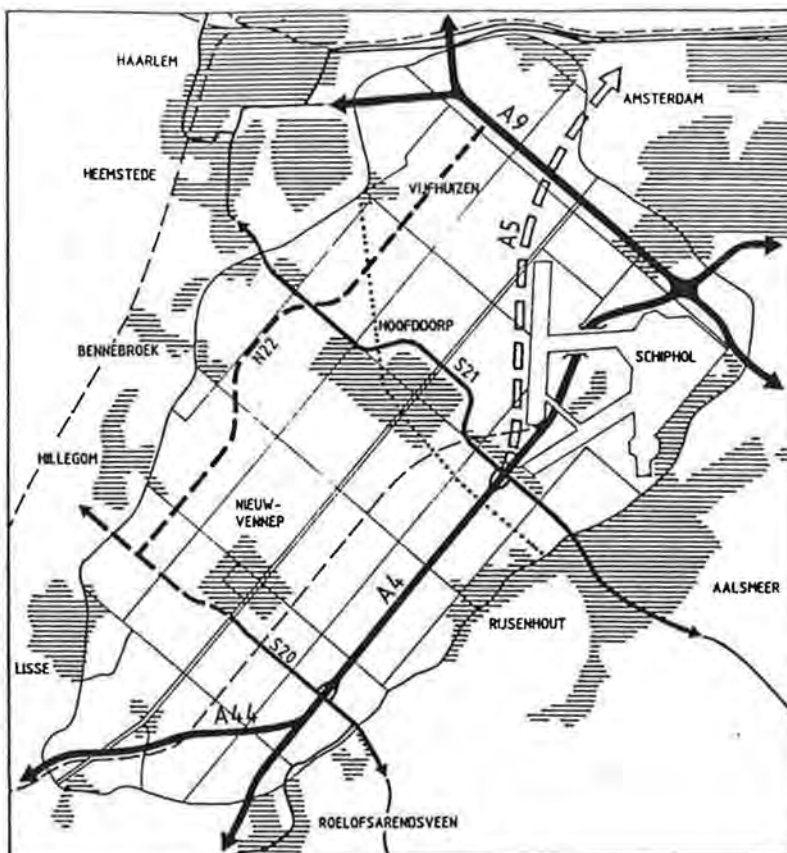 HAARLEM
AMSTERDAM
A9
HEEMSTEDE
VIJFHUIZEN
A5
HOOFDDORP
BENNEBROEK
N22
S21
SCHIPHOL
HILLEGOM
NIEUW-
VENNEP
A4
AALSMEER
RIJSENHOUT
S20
LISSE
A44
ROELOFSARENDSVEEN